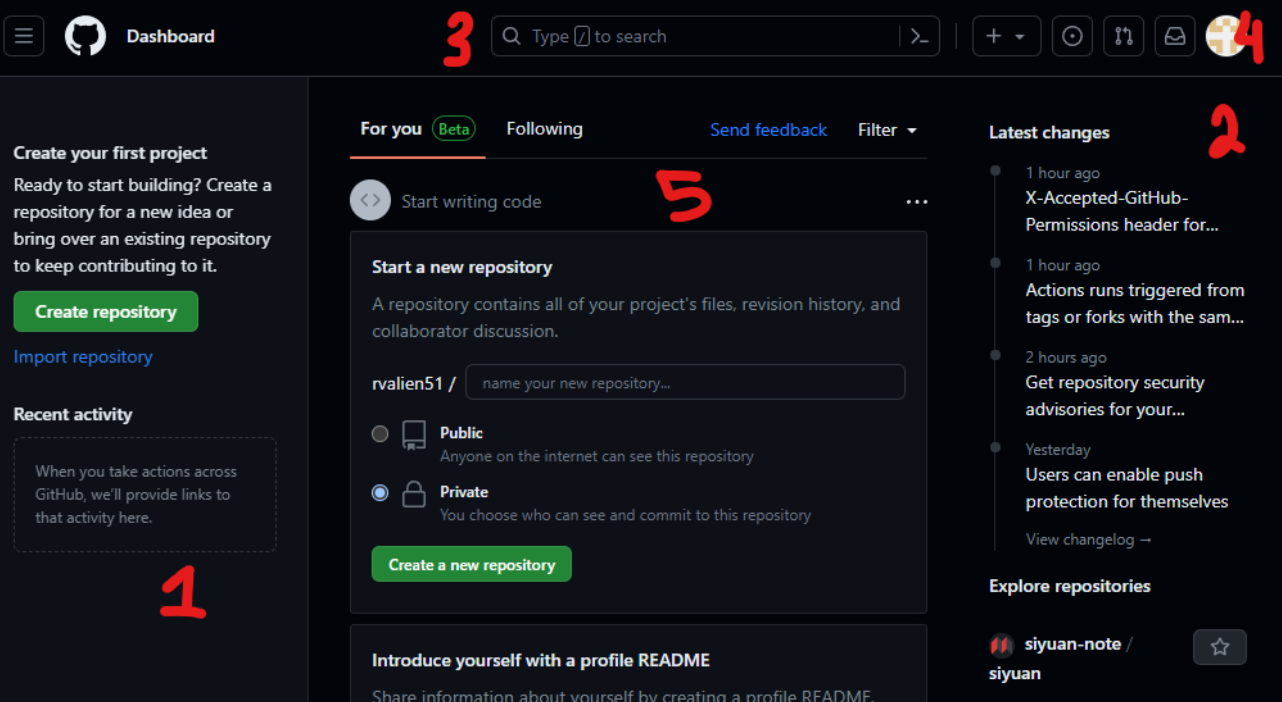 Dashboard
3
Type / to search
4
Create your first project
Ready to start building? Create a
repository for a new idea or
bring over an existing repository
to keep contributing to it.
Create repository
Import repository
Recent activity
When you take actions across
GitHub, we'll provide links to
that activity here.
1
For you Beta Following Send feedback Filter
5
Start writing code
Start a new repository
A repository contains all of your project's files, revision history, and
collaborator discussion.
rvalien51 / name your new repository...
Public
Anyone on the internet can see this repository
Private
You choose who can see and commit to this repository
Create a new repository
Introduce yourself with a profile README
Share information about yourself by creating a profile README,
Latest changes
2
1 hour ago
X-Accepted-GitHub-
Permissions header for...
1 hour ago
Actions runs triggered from
tags or forks with the sam...
2 hours ago
Get repository security
advisories for your...
Yesterday
Users can enable push
protection for themselves
View changelog →
Explore repositories
siyuan-note /
siyuan